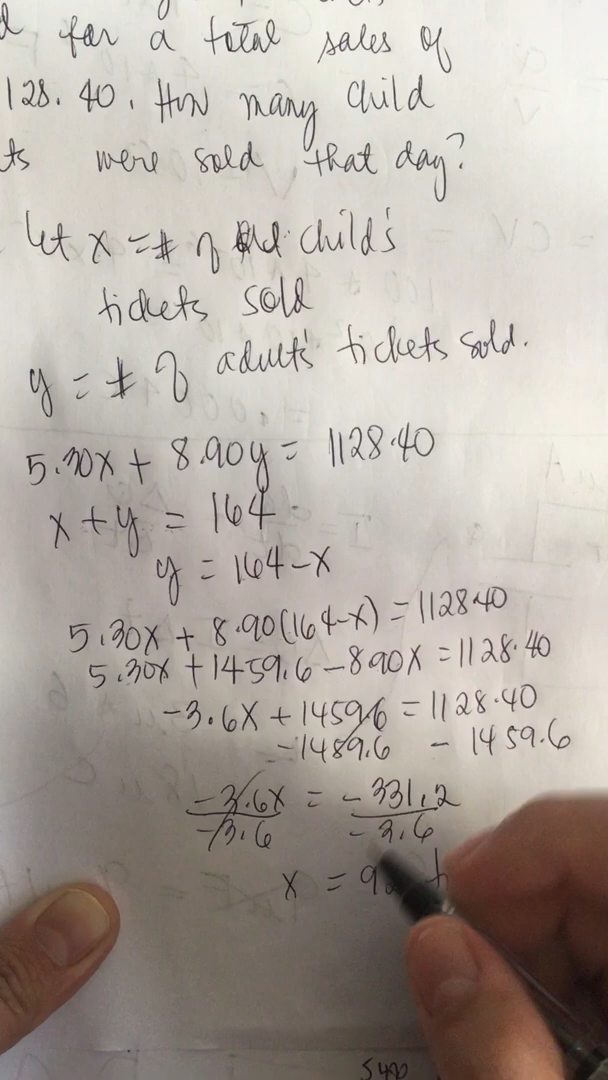 for a total sales of
128.40. How many child
ts were sold that day?
let x = # of child's
tickets sold
y = # of adults' tickets sold.
5.30x + 8.90y = 1128.40
x + y = 164
y = 164 - x
5.30x + 8.90(164-x) = 1128.40
5.30x + 1459.6 - 8.90x = 1128.40
-3.6x + 1459.6 = 1128.40
-1459.6 - 1459.6
-3.6x = -331.2
-3.6 -3.6
x = 9